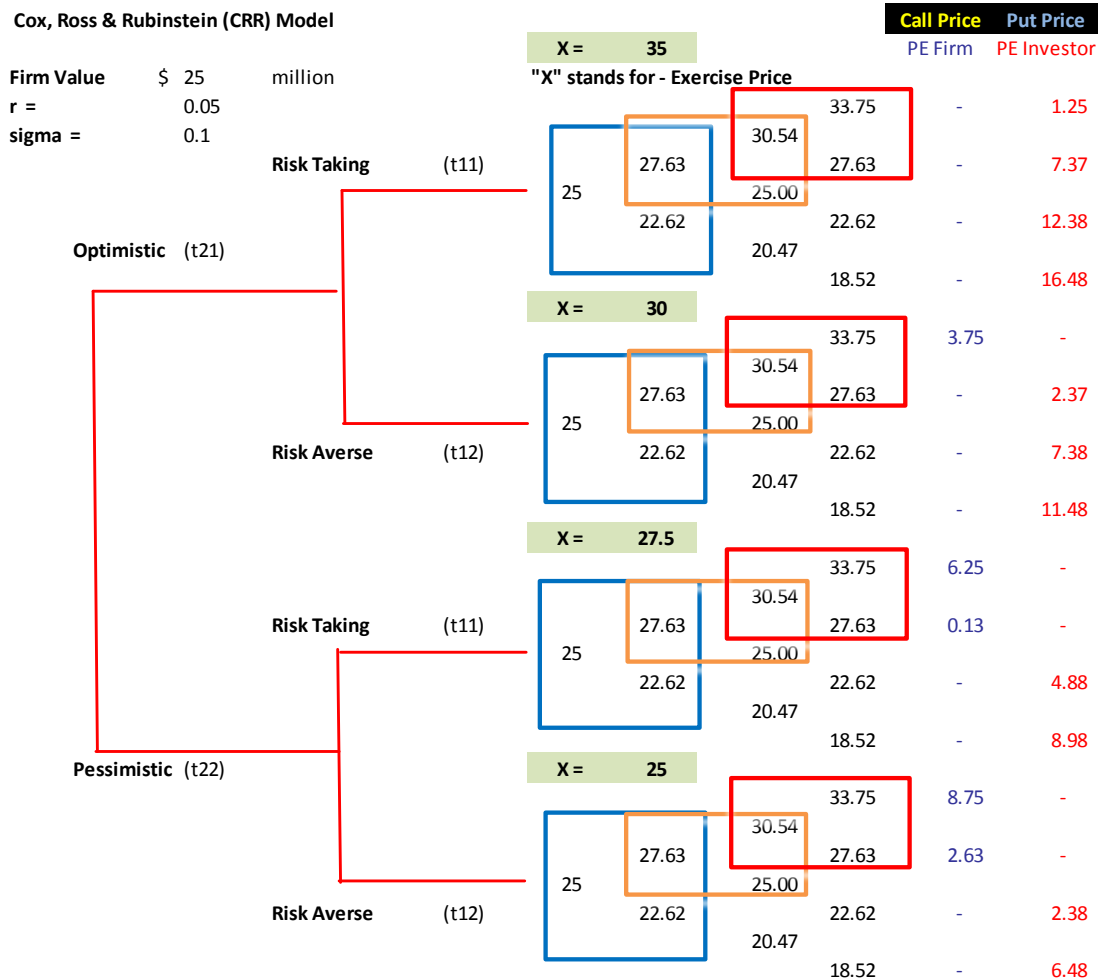 Cox, Ross & Rubinstein (CRR) Model
Call Price Put Price
X = 35
PE Firm PE Investor
Firm Value $ 25 million
"X" stands for - Exercise Price
r = 0.05
33.75 - 1.25
sigma = 0.1
30.54
Risk Taking (t11)
27.63 27.63 - 7.37
25 25.00
22.62 22.62 - 12.38
Optimistic (t21)
20.47
18.52 - 16.48
X = 30
33.75 3.75 -
30.54
27.63 27.63 - 2.37
25 25.00
Risk Averse (t12)
22.62 22.62 - 7.38
20.47
18.52 - 11.48
X = 27.5
33.75 6.25 -
30.54
Risk Taking (t11)
27.63 27.63 0.13 -
25 25.00
22.62 22.62 - 4.88
20.47
18.52 - 8.98
Pessimistic (t22)
X = 25
33.75 8.75 -
30.54
27.63 27.63 2.63 -
25 25.00
Risk Averse (t12)
22.62 22.62 - 2.38
20.47
18.52 - 6.48